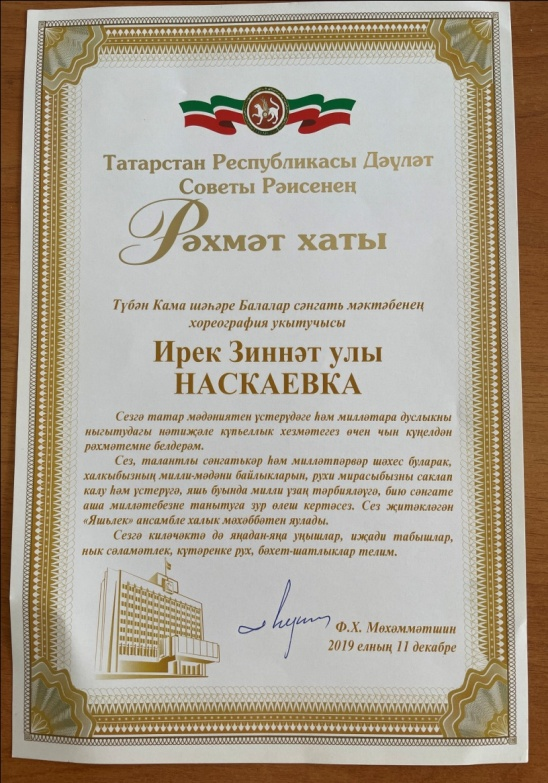 Татарстан Республикасы Дәүләт
Советы Рәисенең
Рәхмәт хаты
Түбән Кама шәһәре Балалар сәнгать мәктәбенең
хореография укытучысы
Ирек Зиннәт улы
НАСКАЕВКА
Сезгә татар мәдәниятен үстерүдәге һәм милләтара дуслыкны
ныгытудагы нәтиҗәле күпьеллык хезмәтегез өчен чын күңелдән
рәхмәтемне белдерәм.
Сез, талантлы сәнгатькәр һәм милләтпәрвәр шәхес буларак,
халкыбызның милли-мәдәни байлыкларын, рухи мирасыбызны саклап
калу һәм үстерүгә, яшь буында милли үзаң тәрбияләүгә, бию сәнгате
аша милләтебезне танытуга зур өлеш кертәсез. Сез җитәкләгән
«Яшьлек» ансамбле халык мәхәббәтен яулады.
Сезгә киләчәктә дә яңадан-яңа уңышлар, иҗади табышлар,
нык сәламәтлек, күтәренке рух, бәхет-шатлыклар телим.
Ф.Х. Мөхәммәтшин
2019 елның 11 декабре